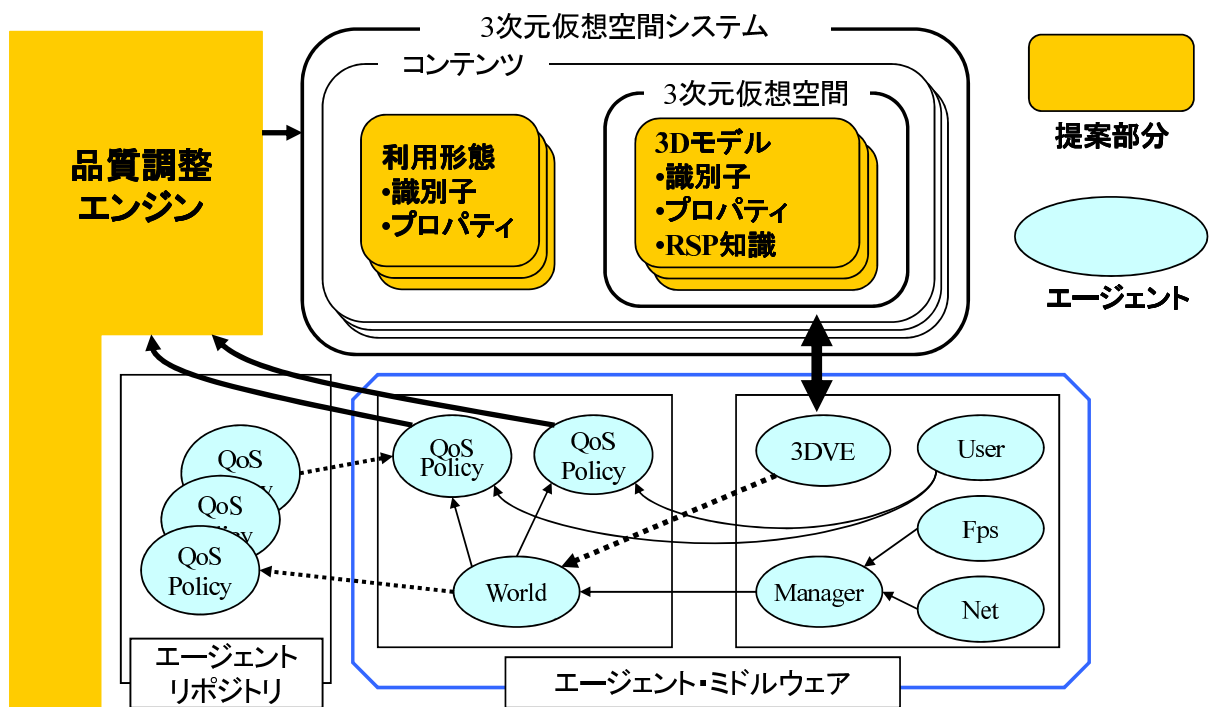 3次元仮想空間システム
コンテンツ
3次元仮想空間
品質調整
エンジン
利用形態
•識別子
•プロパティ
3Dモデル
•識別子
•プロパティ
•RSP知識
提案部分
エージェント
QoS
QoS
QoS
Policy
QoS
Policy
QoS
Policy
World
3DVE
User
Fps
Manager
Net
エージェント
リポジトリ
エージェント・ミドルウェア